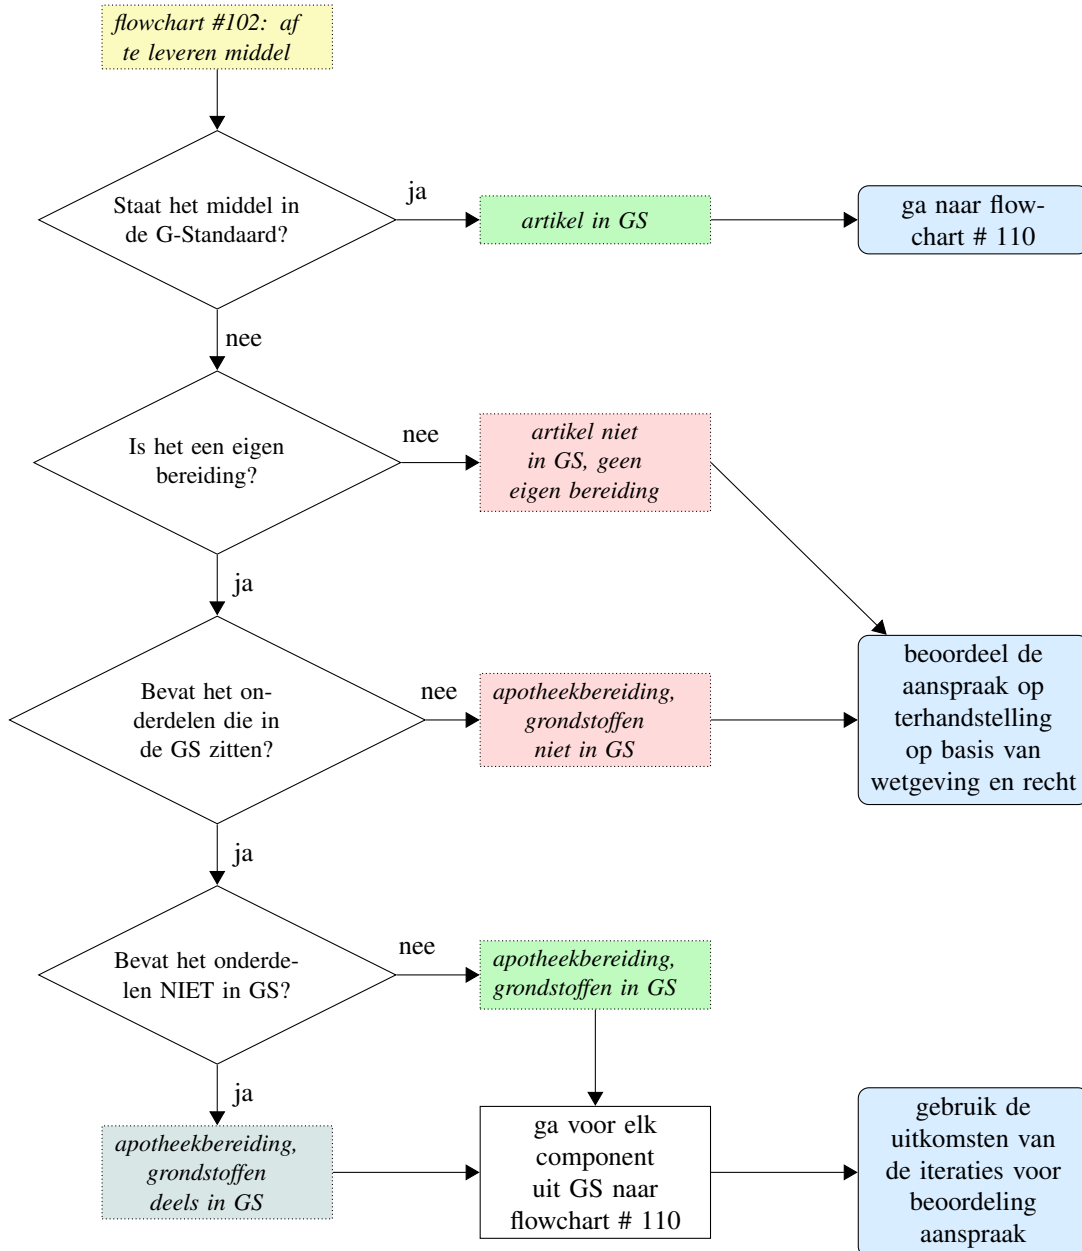 flowchart #102: af
te leveren middel
Staat het middel in
de G-Standaard?
ja
artikel in GS
ga naar flow-
chart # 110
nee
Is het een eigen
bereiding?
nee
artikel niet
in GS, geen
eigen bereiding
ja
Bevat het on-
derdelen die in
de GS zitten?
nee
apotheekbereiding,
grondstoffen
niet in GS
beoordeel de
aanspraak op
terhandstelling
op basis van
wetgeving en recht
ja
Bevat het onderde-
len NIET in GS?
nee
apotheekbereiding,
grondstoffen in GS
ja
apotheekbereiding,
grondstoffen
deels in GS
ga voor elk
component
uit GS naar
flowchart # 110
gebruik de
uitkomsten van
de iteraties voor
beoordeling
aanspraak